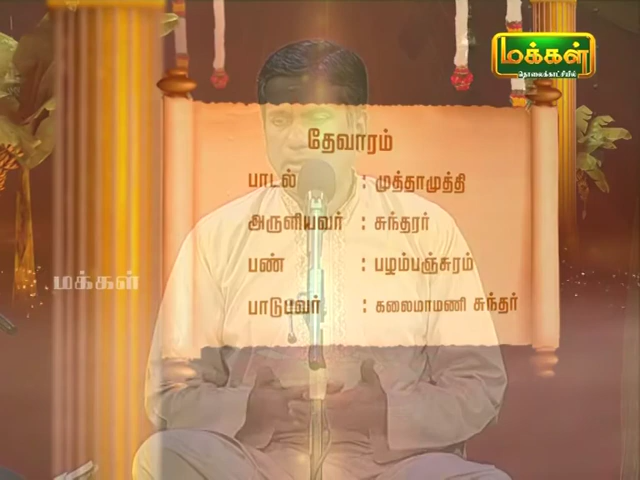 மக்கள்
தொலைக்காட்சியில்
தேவாரம்
பாடல் : முத்தாமுத்தி
அருளியவர் : சுந்தரர்
பண் : பழம்பஞ்சுரம்
பாடுபவர் : கலைமாமணி சுந்தர்
மக்கள்